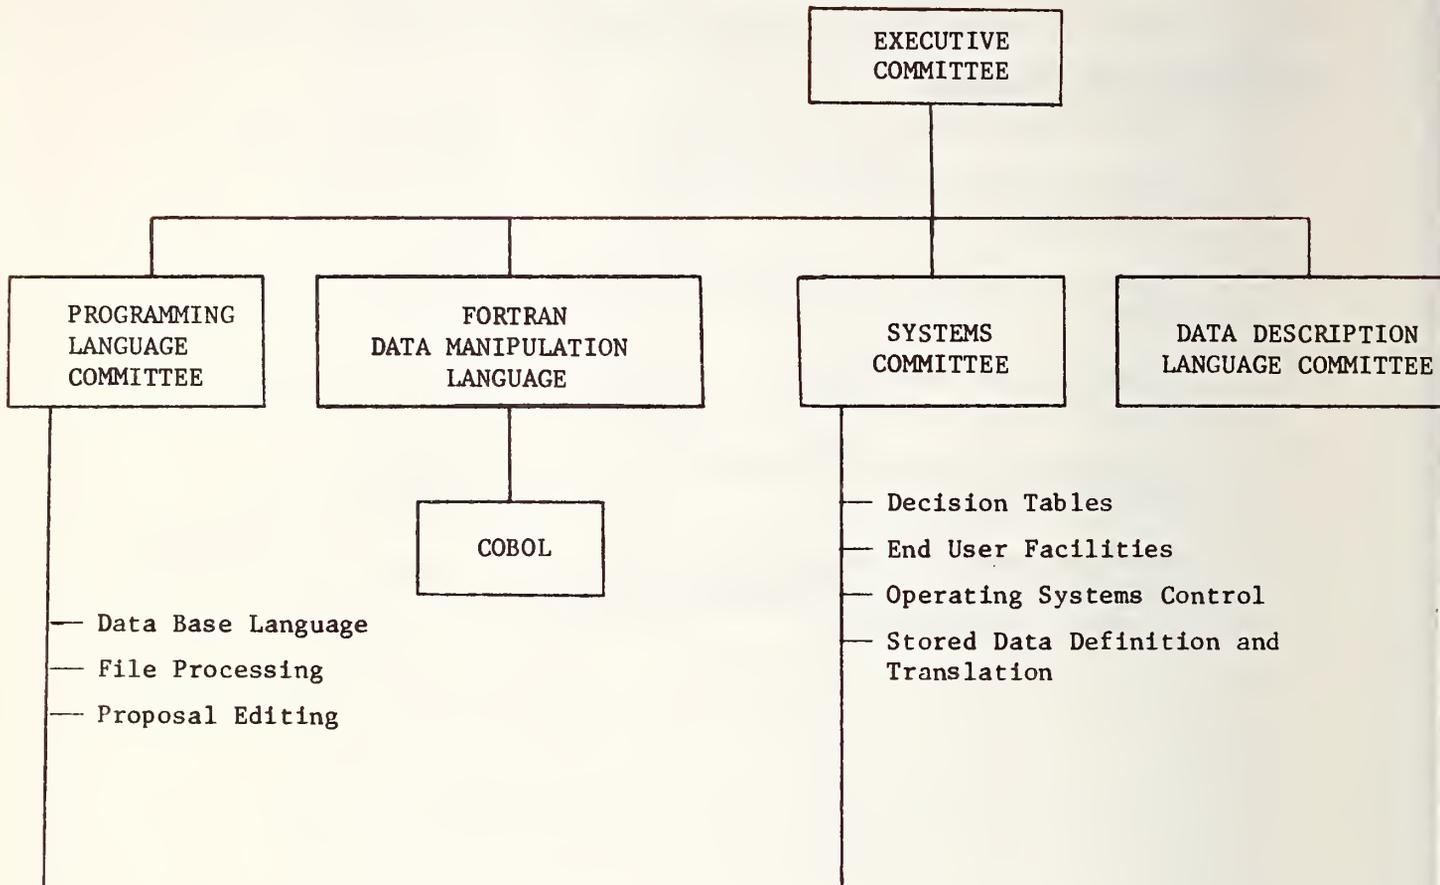 EXECUTIVE
COMMITTEE
PROGRAMMING
LANGUAGE
COMMITTEE
FORTRAN
DATA MANIPULATION
LANGUAGE
SYSTEMS
COMMITTEE
DATA DESCRIPTION
LANGUAGE COMMITTEE
COBOL
Data Base Language
File Processing
Proposal Editing
Decision Tables
End User Facilities
Operating Systems Control
Stored Data Definition and
Translation